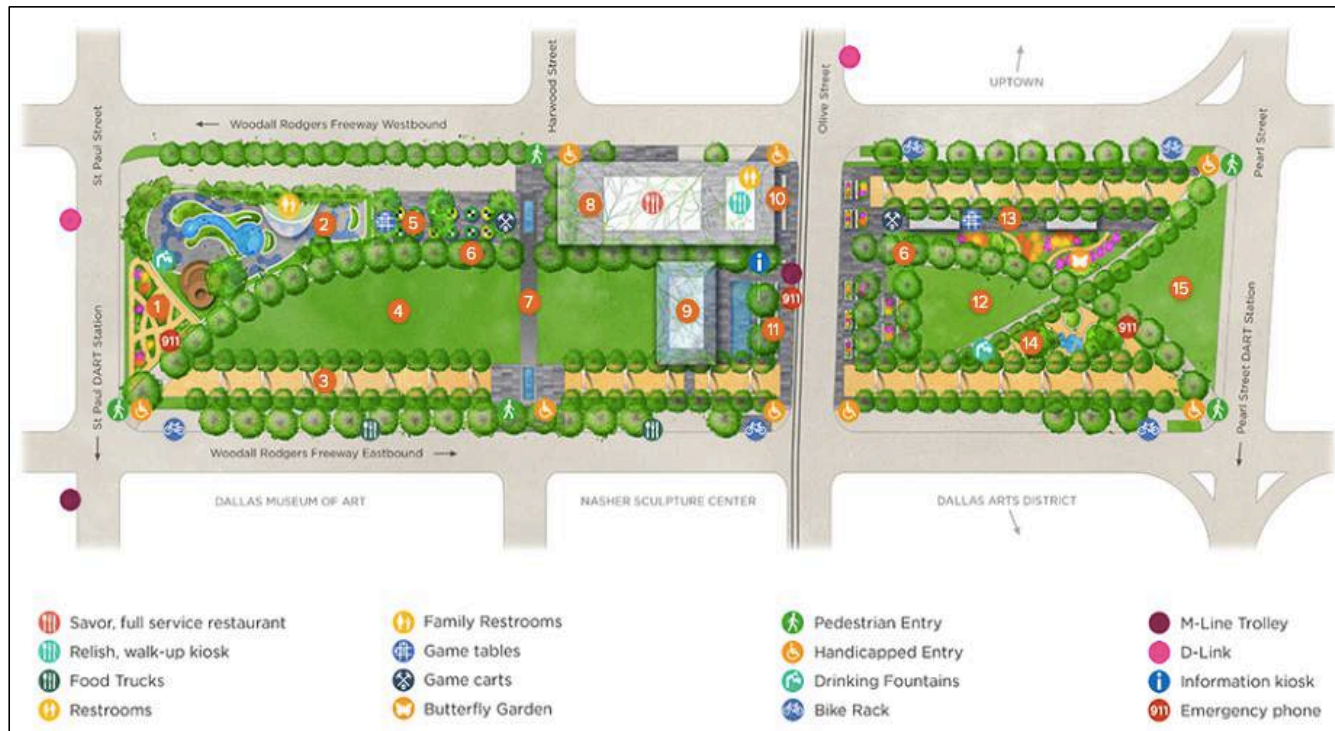 UPTOWN
St Paul Street
← Woodall Rodgers Freeway Westbound
Harwood Street
Olive Street
Pearl Street
8
10
2
5
13
6
6
i
1
4
7
9
911
11
12
15
911
14
911
3
St Paul DART Station →
Pearl Street DART Station →
Woodall Rodgers Freeway Eastbound →
DALLAS MUSEUM OF ART
NASHER SCULPTURE CENTER
DALLAS ARTS DISTRICT
Savor, full service restaurant
Relish, walk-up kiosk
Food Trucks
Restrooms
Family Restrooms
Game tables
Game carts
Butterfly Garden
Pedestrian Entry
Handicapped Entry
Drinking Fountains
Bike Rack
M-Line Trolley
D-Link
i Information kiosk
911 Emergency phone